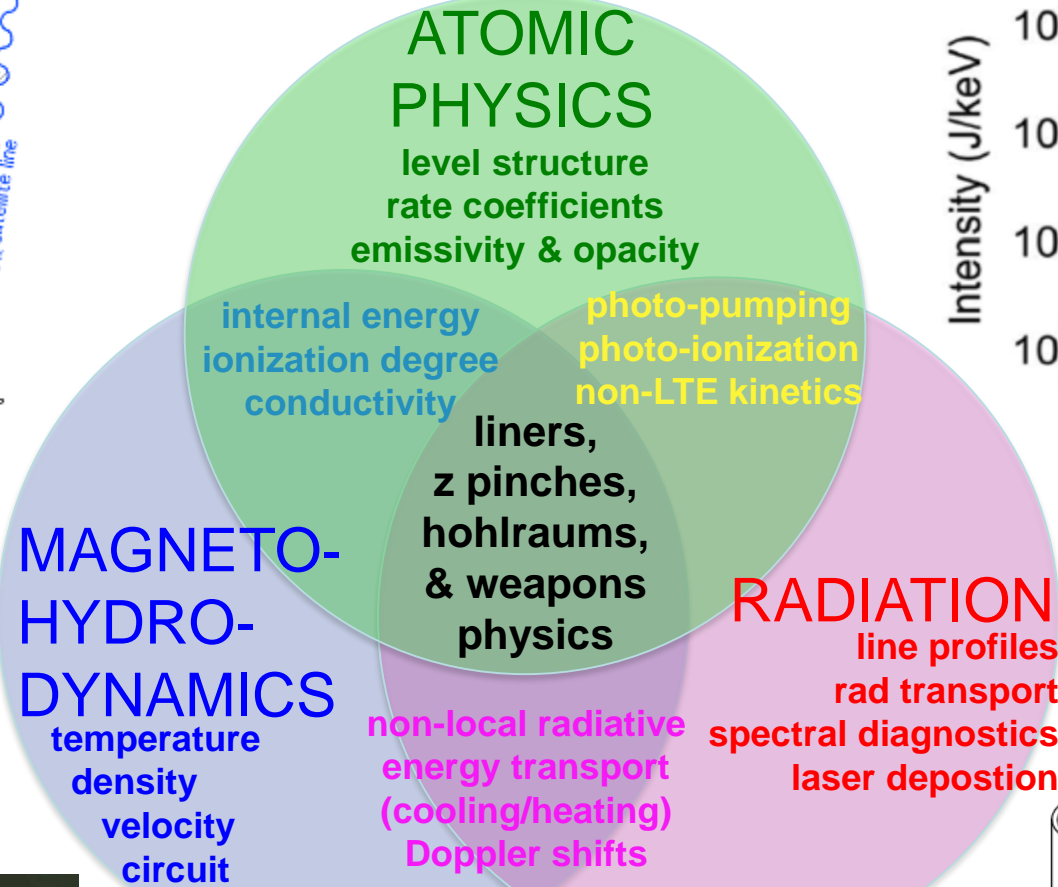 ATOMIC
PHYSICS
level structure
rate coefficients
emissivity & opacity
internal energy
ionization degree
conductivity
photo-pumping
photo-ionization
non-LTE kinetics
liners,
z pinches,
hohlraums,
& weapons
physics
MAGNETO-
HYDRO-
DYNAMICS
temperature
density
velocity
circuit
non-local radiative
energy transport
(cooling/heating)
Doppler shifts
RADIATION
line profiles
rad transport
spectral diagnostics
laser depostion
Intensity (J/keV)
10
10
10
10
line